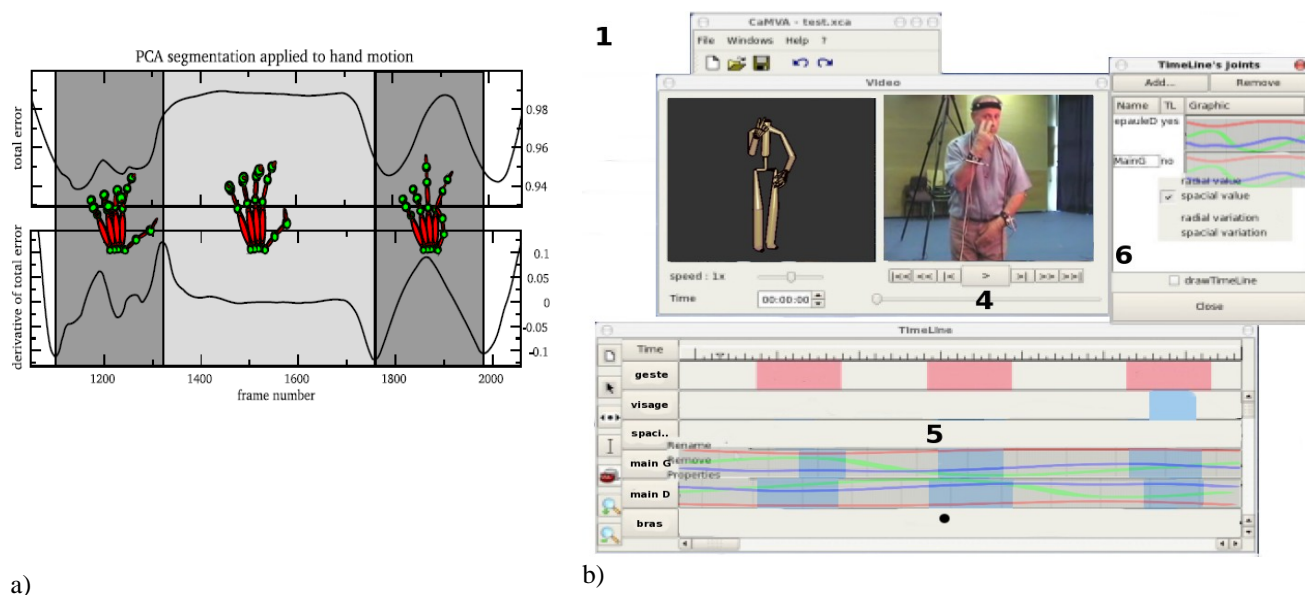 PCA segmentation applied to hand motion
total error
0.98
0.96
0.94
derivative of total error
0.1
0.05
0
-0.05
-0.1
1200 1400 1600 1800 2000
frame number
a)
1
CaMVA - test.xca
File Windows Help ?
Video
speed : 1x
Time 00:00:00
|<< << |< > >| >> >>|
4
TimeLine's joints
Add... Remove
Name TL Graphic
epauleD yes
MainG no
radial value
spacial value
radial variation
spacial variation
6
drawTimeLine
Close
TimeLine
Time
geste
visage
spaci..
5
Rename
main G
Remove
Properties
main D
bras
b)